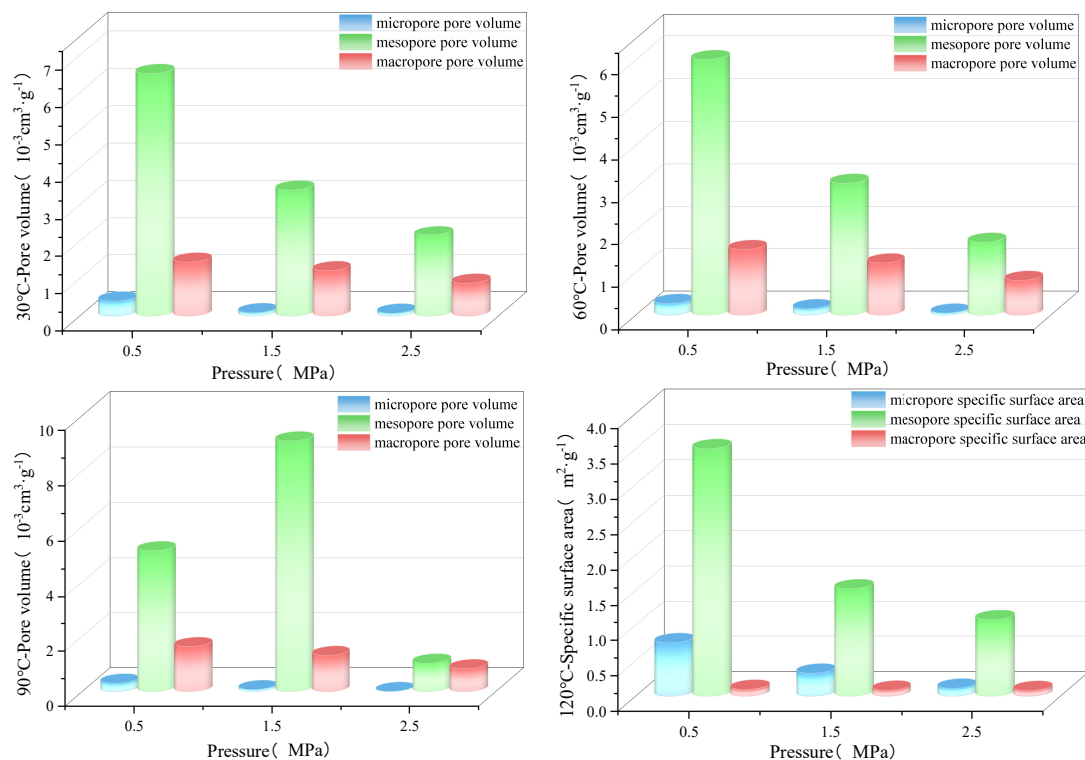 micropore pore volume
mesopore pore volume
macropore pore volume
30°C-Pore volume( 10⁻³cm³·g⁻¹)
7
6
5
4
3
2
1
0
0.5
1.5
2.5
Pressure( MPa)
micropore pore volume
mesopore pore volume
macropore pore volume
60°C-Pore volume( 10⁻³cm³·g⁻¹)
6
5
4
3
2
1
0
0.5
1.5
2.5
Pressure( MPa)
micropore pore volume
mesopore pore volume
macropore pore volume
90°C-Pore volume( 10⁻³cm³·g⁻¹)
10
8
6
4
2
0
0.5
1.5
2.5
Pressure( MPa)
micropore specific surface area
mesopore specific surface area
macropore specific surface area
120°C-Specific surface area( m²·g⁻¹)
4.0
3.5
3.0
2.5
2.0
1.5
1.0
0.5
0.0
0.5
1.5
2.5
Pressure( MPa)